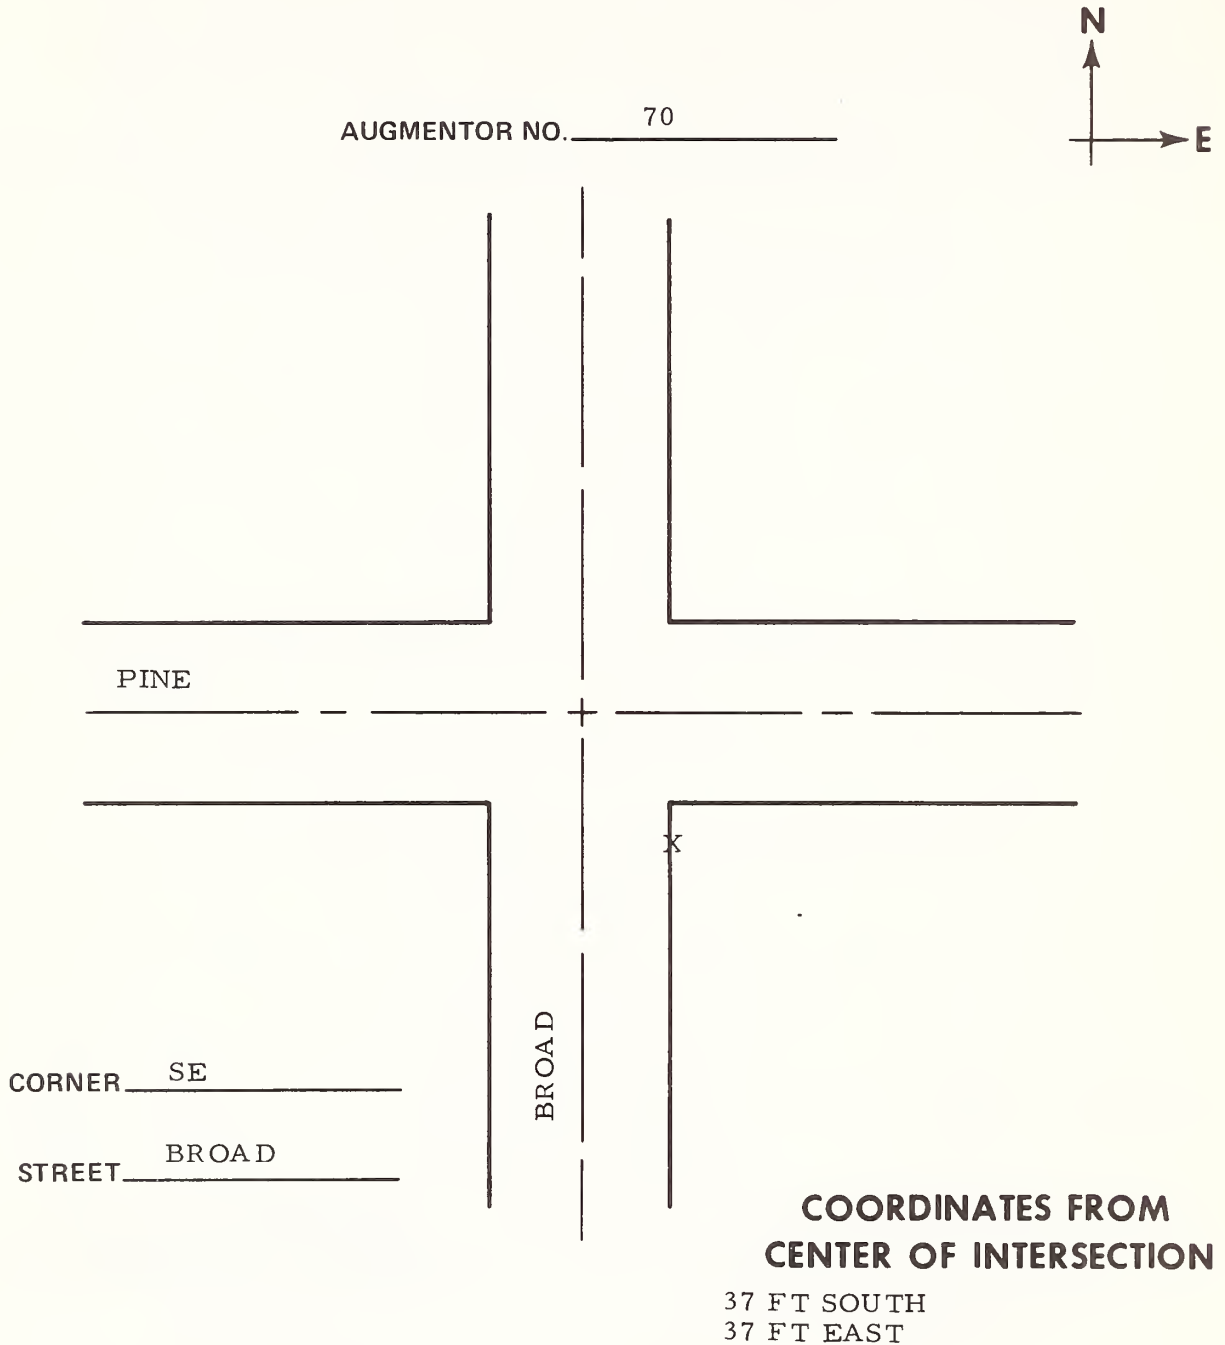 N
AUGMENTOR NO. 70
E
PINE
X
BROAD
CORNER SE
STREET BROAD
COORDINATES FROM
CENTER OF INTERSECTION
37 FT SOUTH
37 FT EAST